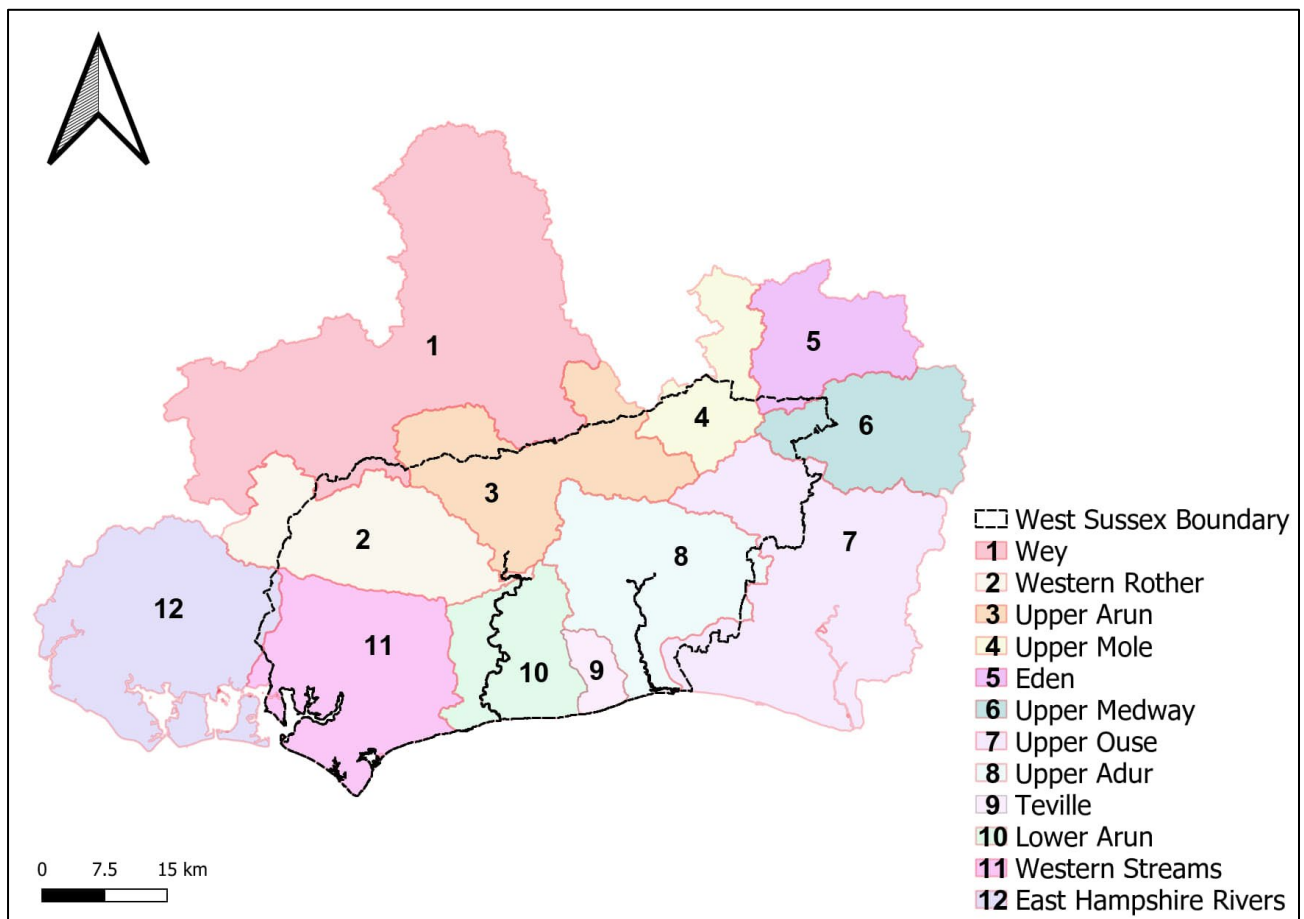 1
5
4
6
3
2
7
8
12
11
10
9
West Sussex Boundary
1 Wey
2 Western Rother
3 Upper Arun
4 Upper Mole
5 Eden
6 Upper Medway
7 Upper Ouse
8 Upper Adur
9 Teville
10 Lower Arun
11 Western Streams
12 East Hampshire Rivers
0 7.5 15 km